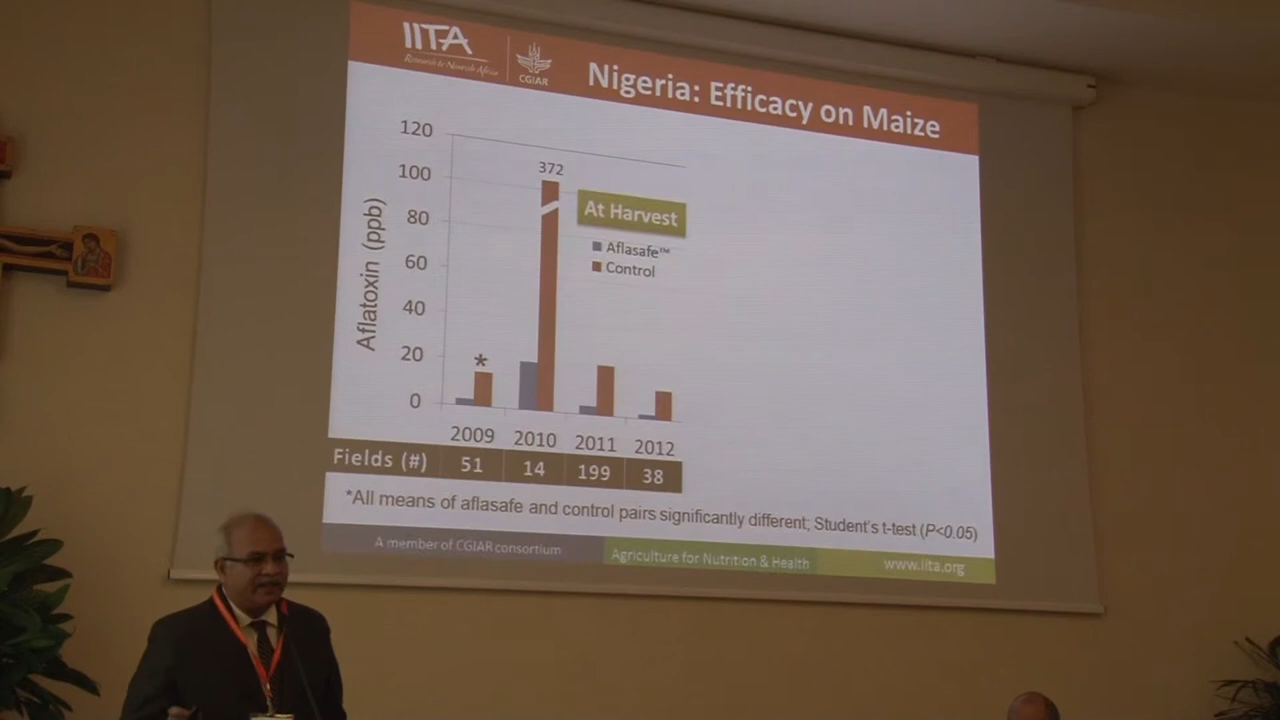 IITA
Research to Nourish Africa
CGIAR
Nigeria: Efficacy on Maize
120
100
80
60
40
20
0
Aflatoxin (ppb)
372
*
At Harvest
Aflasafe™
Control
2009 2010 2011 2012
Fields (#) 51 14 199 38
*All means of aflasafe and control pairs significantly different; Student's t-test (P<0.05)
A member of CGIAR consortium
Agriculture for Nutrition & Health
www.iita.org